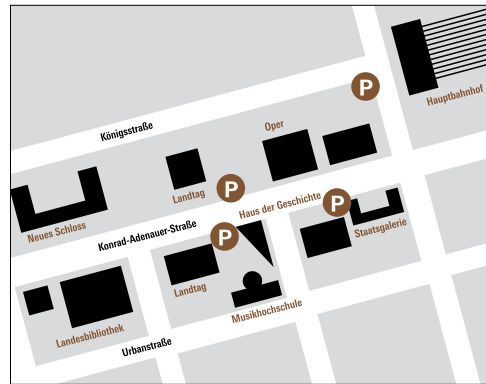 P
Hauptbahnhof
Königsstraße
Oper
Landtag
P
Haus der Geschichte
P
Neues Schloss
Konrad-Adenauer-Straße
P
Staatsgalerie
Landtag
Musikhochschule
Landesbibliothek
Urbanstraße